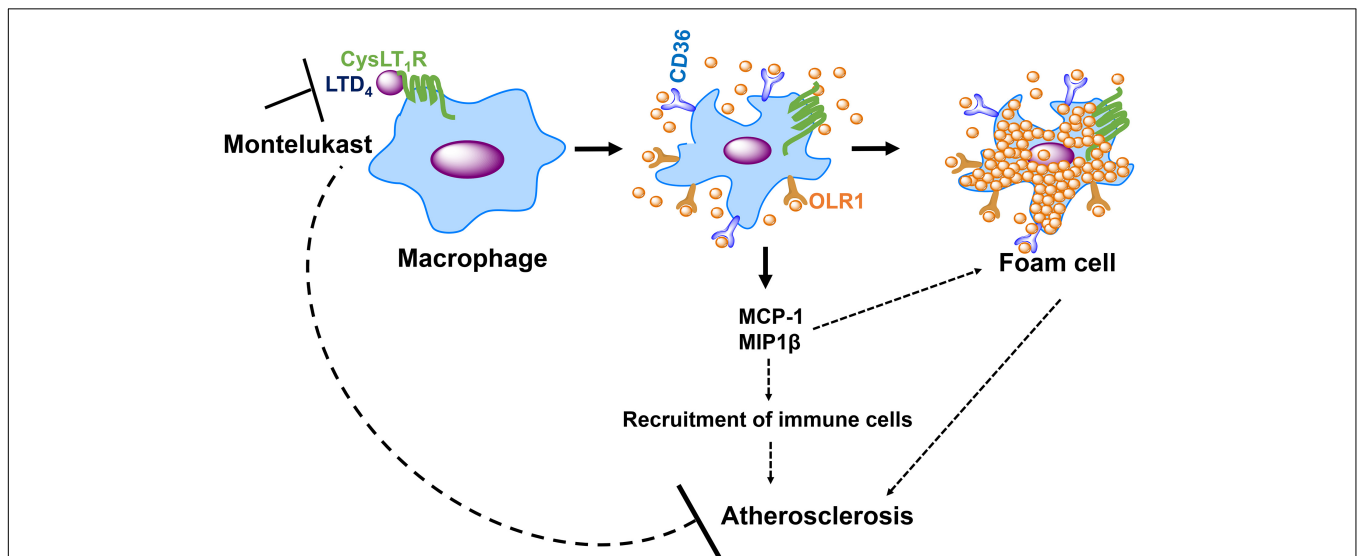 CD36
CysLT₁R
LTD₄
Montelukast
OLR1
Macrophage
Foam cell
MCP-1
MIP1β
Recruitment of immune cells
Atherosclerosis